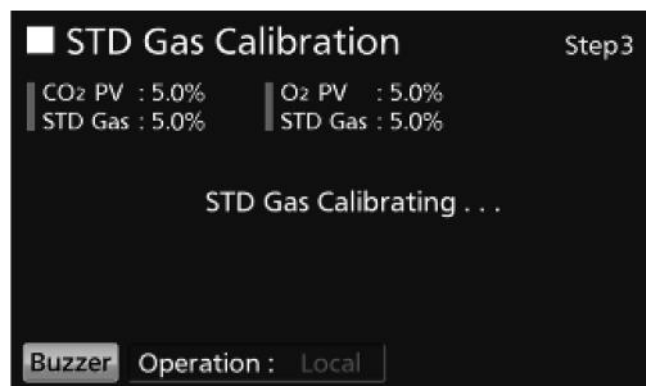 STD Gas Calibration Step3
CO2 PV : 5.0% O2 PV : 5.0%
STD Gas : 5.0% STD Gas : 5.0%
STD Gas Calibrating . . .
Buzzer Operation : Local